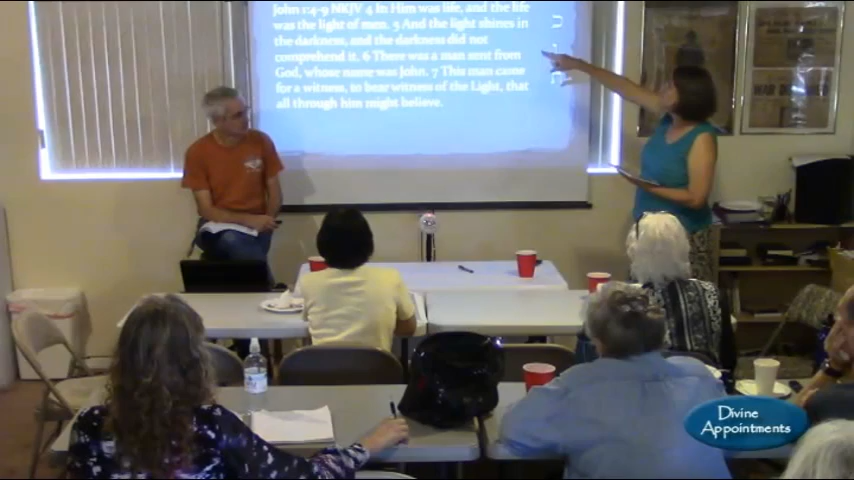 John 1:4-9 NKJV 4 In Him was life, and the life
was the light of men. 5 And the light shines in
the darkness, and the darkness did not
comprehend it. 6 There was a man sent from
God, whose name was John. 7 This man came
for a witness, to bear witness of the Light, that
all through him might believe.
WAR
Divine
Appointments